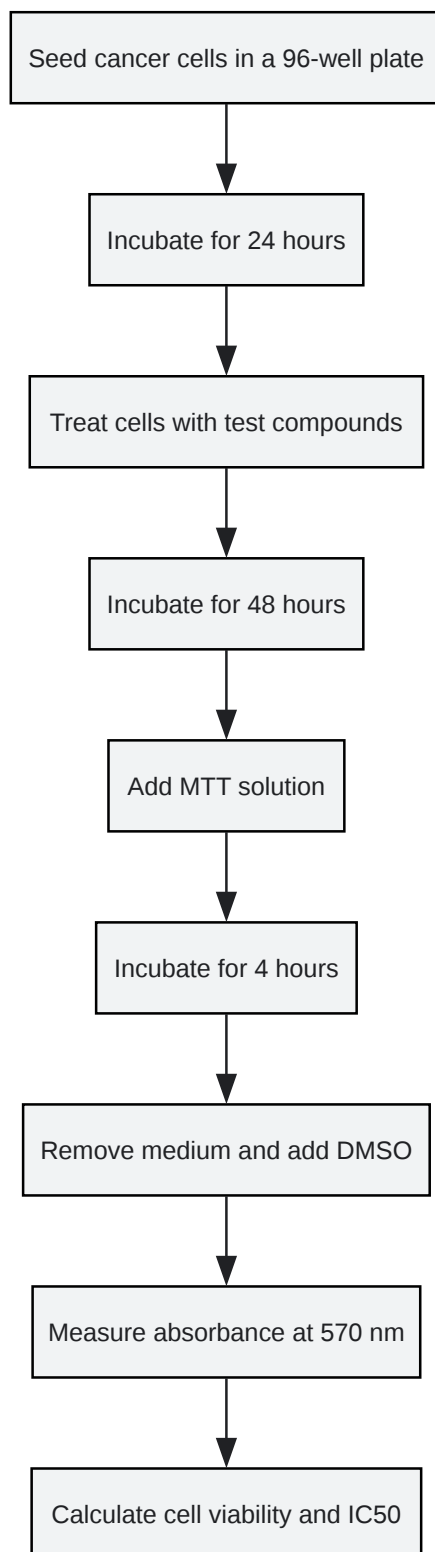 Seed cancer cells in a 96-well plate
Incubate for 24 hours
Treat cells with test compounds
Incubate for 48 hours
Add MTT solution
Incubate for 4 hours
Remove medium and add DMSO
Measure absorbance at 570 nm
Calculate cell viability and IC50